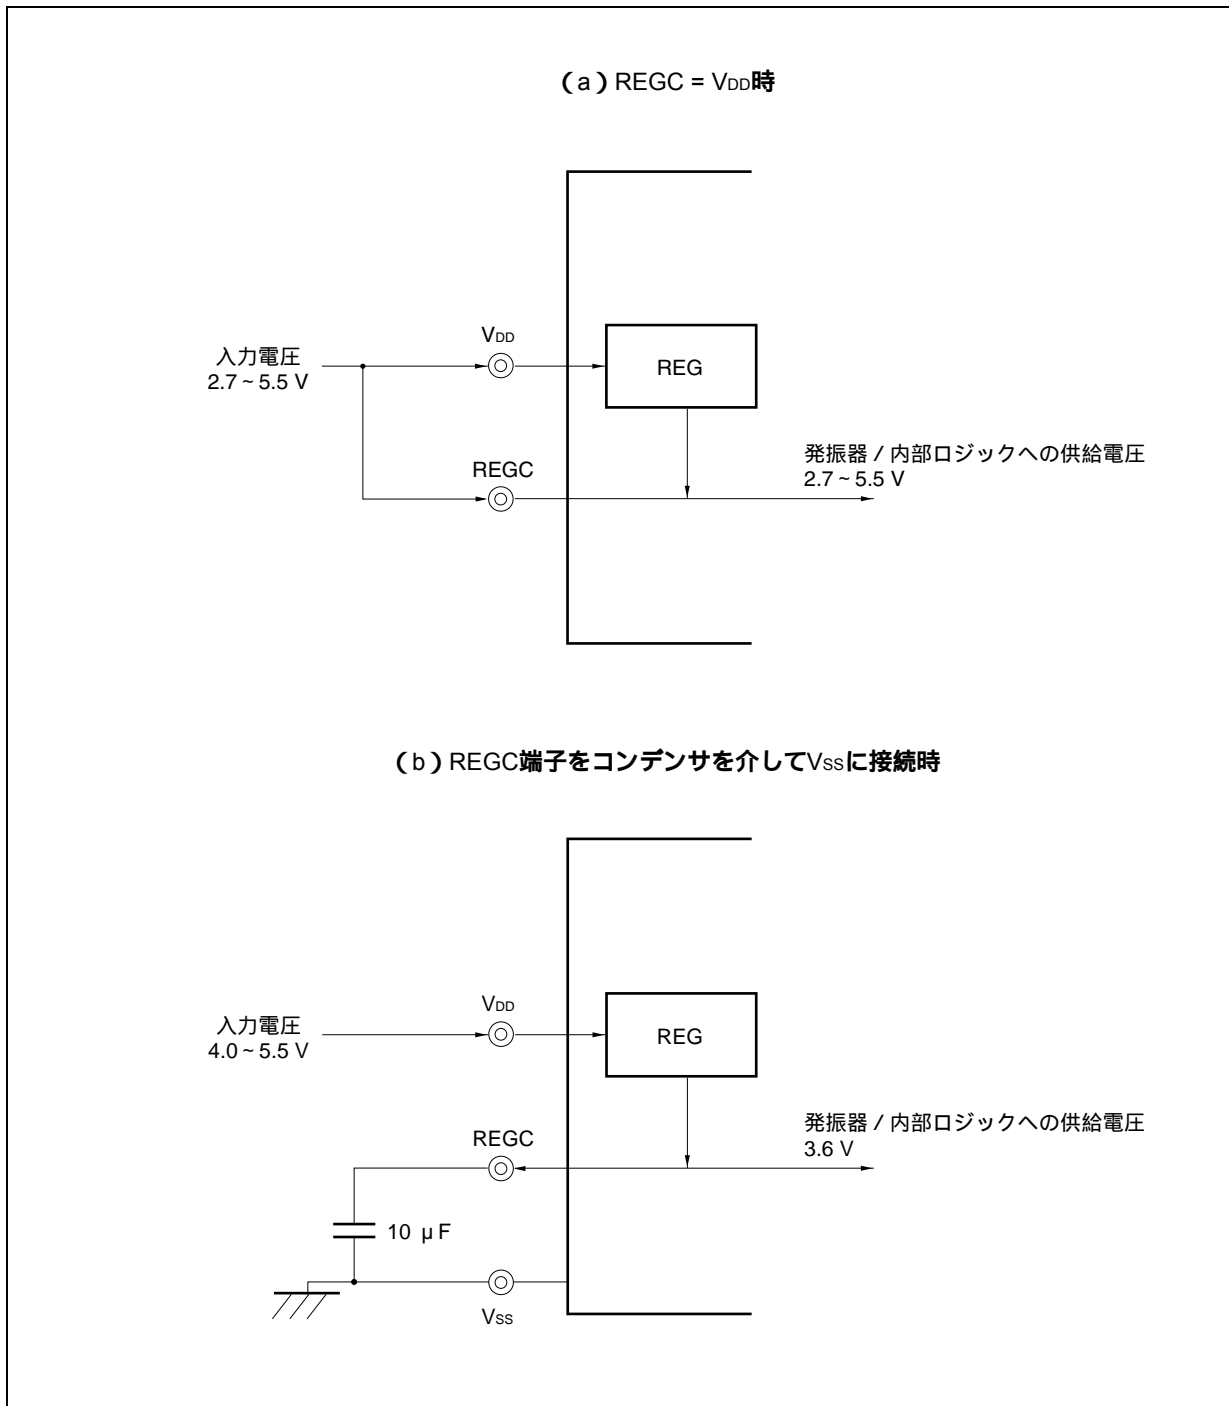 （a）REGC = VDD時
VDD
入力電圧
2.7 ~ 5.5 V
REG
REGC
発振器 / 内部ロジックへの供給電圧
2.7 ~ 5.5 V
（b）REGC端子をコンデンサを介してVSSに接続時
VDD
入力電圧
4.0 ~ 5.5 V
REG
REGC
発振器 / 内部ロジックへの供給電圧
3.6 V
10 μF
VSS